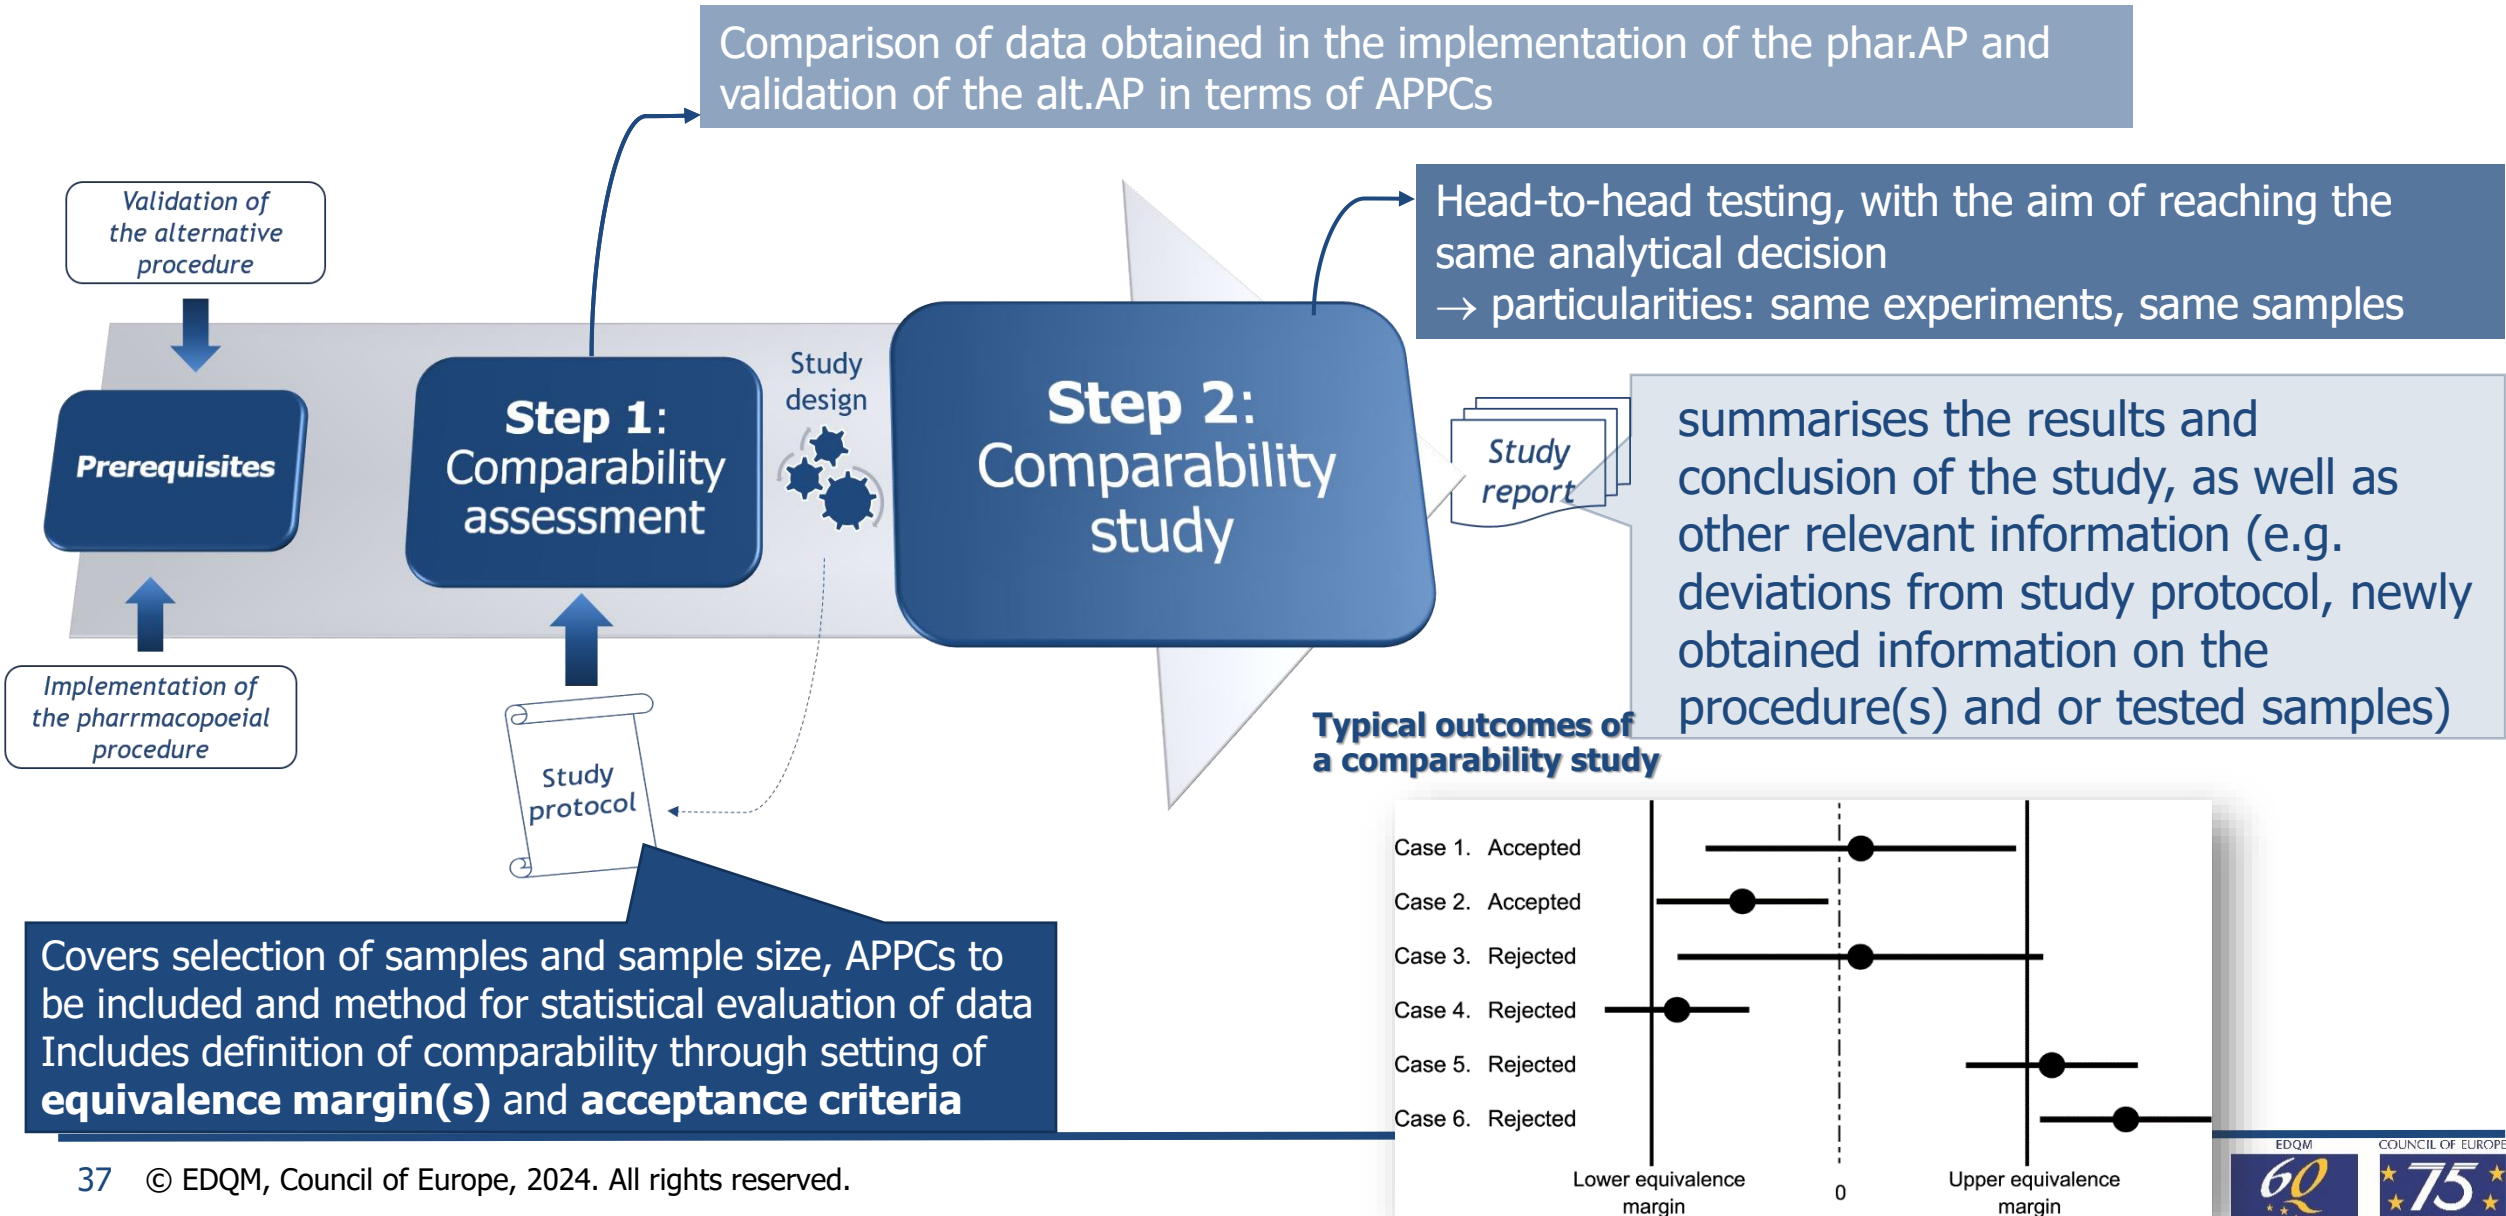 Comparison of data obtained in the implementation of the phar.AP and
validation of the alt.AP in terms of APPCs
Head-to-head testing, with the aim of reaching the
same analytical decision
→ particularities: same experiments, same samples
Validation of
the alternative
procedure
Prerequisites
Implementation of
the pharrmacopoeial
procedure
Step 1:
Comparability
assessment
Study
design
Step 2:
Comparability
study
Study
report
summarises the results and
conclusion of the study, as well as
other relevant information (e.g.
deviations from study protocol, newly
obtained information on the
procedure(s) and or tested samples)
Study
protocol
Covers selection of samples and sample size, APPCs to
be included and method for statistical evaluation of data
Includes definition of comparability through setting of
equivalence margin(s) and acceptance criteria
Typical outcomes of
a comparability study
Case 1. Accepted
Case 2. Accepted
Case 3. Rejected
Case 4. Rejected
Case 5. Rejected
Case 6. Rejected
Lower equivalence
margin
0
Upper equivalence
margin
37 © EDQM, Council of Europe, 2024. All rights reserved.
EDQM
60
COUNCIL OF EUROPE
75